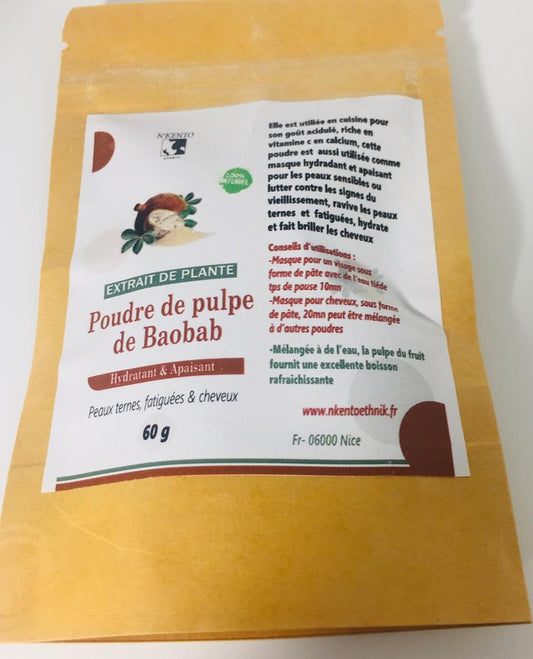 N'KENTO
100%
NATUREL
EXTRAIT DE PLANTE
Poudre de pulpe
de Baobab
Hydratant & Apaisant
Peaux ternes, fatiguées & cheveux
60 g
Elle est utiliée en cuisine pour
son goût acidulé, riche en
vitamine c en calcium, cette
poudre est aussi utilisée comme
masque hydradant et apaisant
pour les peaux sensibles ou
lutter contre les signes du
vieillissement, ravive les peaux
ternes et fatiguées, hydrate
et fait briller les cheveux
Conseils d'utilisations :
-Masque pour un visage sous
forme de pâte avec de l'eau tiéde
tps de pause 10mn
-Masque pour cheveux, sous forme
de pâte, 20mn peut être mélangée
à d'autres poudres
-Mélangée à de l'eau, la pulpe du fruit
fournit une excellente boisson
rafraichissante
www.nkentoethnik.fr
Fr- 06000 Nice